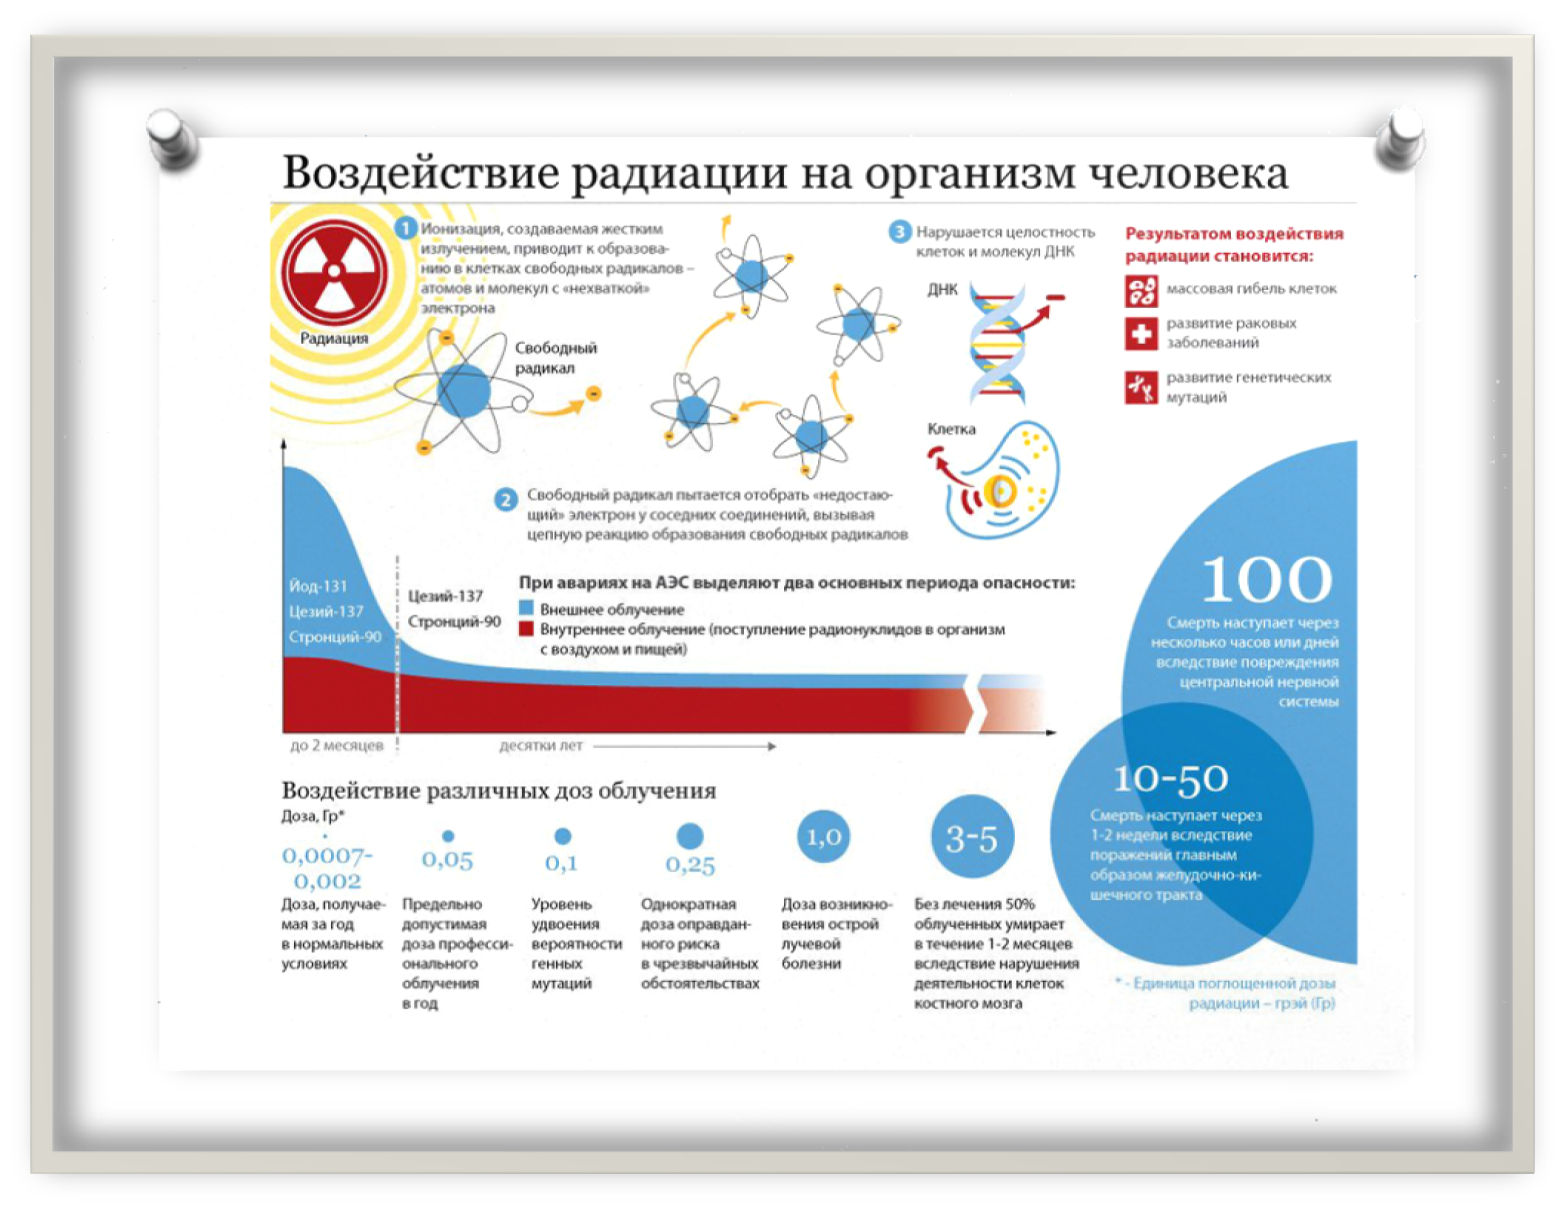 Воздействие радиации на организм человека
Радиация
1
Ионизация, создаваемая жестким
излучением, приводит к образова-
нию в клетках свободных радикалов –
атомов и молекул с «нехваткой»
электрона
Свободный
радикал
2
Свободный радикал пытается отобрать «недостаю-
щий» электрон у соседних соединений, вызывая
цепную реакцию образования свободных радикалов
3
Нарушается целостность
клеток и молекул ДНК
ДНК
Клетка
Результатом воздействия
радиации становится:
массовая гибель клеток
развитие раковых
заболеваний
развитие генетических
мутаций
Йод-131
Цезий-137
Стронций-90
Цезий-137
Стронций-90
При авариях на АЭС выделяют два основных периода опасности:
Внешнее облучение
Внутреннее облучение (поступление радионуклидов в организм
с воздухом и пищей)
до 2 месяцев
десятки лет
Воздействие различных доз облучения
Доза, Гр*
0,0007-
0,002
Доза, получае-
мая за год
в нормальных
условиях
0,05
Предельно
допустимая
доза професси-
онального
облучения
в год
0,1
Уровень
удвоения
вероятности
генных
мутаций
0,25
Однократная
доза оправдан-
ного риска
в чрезвычайных
обстоятельствах
1,0
Доза возникно-
вения острой
лучевой
болезни
3-5
Без лечения 50%
облученных умирает
в течение 1-2 месяцев
вследствие нарушения
деятельности клеток
костного мозга
10-50
Смерть наступает через
1-2 недели вследствие
поражений главным
образом желудочно-ки-
шечного тракта
100
Смерть наступает через
несколько часов или дней
вследствие повреждения
центральной нервной
системы
* - Единица поглощенной дозы
радиации – грэй (Гр)